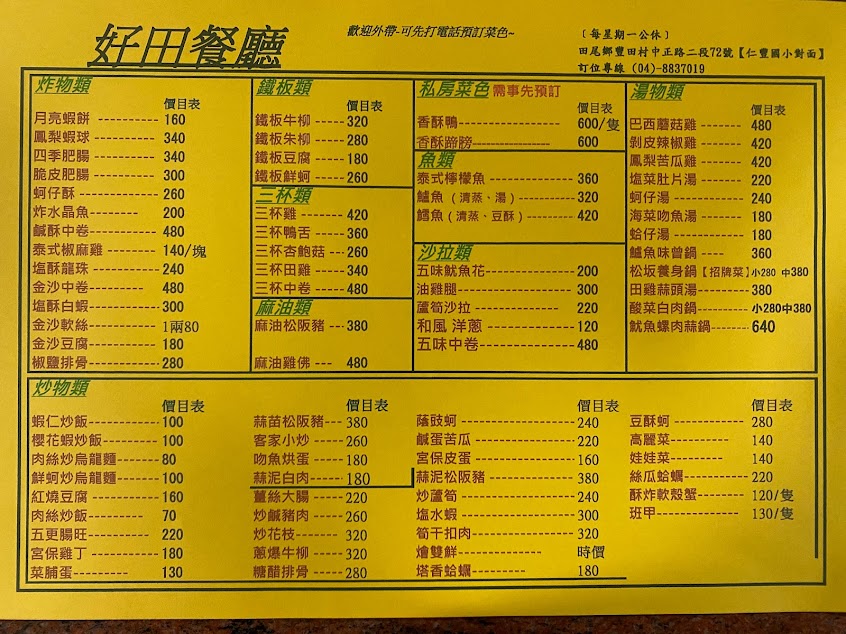 好田餐廳
歡迎外帶-可先打電話預訂菜色~
〔每星期一公休〕
田尾鄉豐田村中正路二段72號【仁豐國小對面】
訂位專線 (04)-8837019
炸物類
價目表
月亮蝦餅 ---------- 160
鳳梨蝦球 ---------- 340
四季肥腸 ---------- 340
脆皮肥腸 ---------- 300
蚵仔酥 ------------ 260
炸水晶魚--------- 200
鹹酥中卷---------- 480
泰式椒麻雞 ------- 140/塊
塩酥龍珠---------- 240
金沙中卷---------- 480
塩酥白蝦---------- 300
金沙軟絲---------- 1兩80
金沙豆腐---------- 180
椒鹽排骨---------- 280
鐵板類
價目表
鐵板牛柳 ----- 320
鐵板朱柳 ----- 280
鐵板豆腐 ----- 180
鐵板鮮蚵 ----- 260
三杯類
三杯雞 ------- 420
三杯鴨舌 ----- 360
三杯杏鮑菇 --- 260
三杯田雞 ----- 340
三杯中卷 ----- 480
麻油類
麻油松阪豬 --- 380
麻油雞佛 --- 480
私房菜色 需事先預訂
價目表
香酥鴨----------------- 600/隻
香酥蹄膀----------------- 600
魚類
泰式檸檬魚 -------------- 360
鱸魚（清蒸、湯）--------- 320
鱈魚（清蒸、豆酥）------- 420
沙拉類
五味魷魚花-------------- 200
油雞腿----------------- 300
蘆筍沙拉 -------------- 220
和風 洋蔥 -------------- 120
五味中卷--------------- 480
湯物類
價目表
巴西蘑菇雞 ------- 480
剝皮辣椒雞 ------- 420
鳳梨苦瓜雞 ------- 420
塩菜肚片湯 ------- 220
蚵仔湯 ----------- 240
海菜吻魚湯 ------- 180
蛤仔湯 ----------- 180
鱸魚味曾鍋 ---- 360
松坂養身鍋【招牌菜】小280 中380
田雞蒜頭湯--------380
酸菜白肉鍋--------小280中380
魷魚螺肉蒜鍋------640
炒物類
價目表
蝦仁炒飯-----------100
櫻花蝦炒飯---------100
肉絲炒烏龍麵-------80
鮮蚵炒烏龍麵-------100
紅燒豆腐-----------160
肉絲炒飯 --------- 70
五更腸旺----------- 220
宮保雞丁 --------- 180
菜脯蛋------------ 130
價目表
蒜苗松阪豬--- 380
客家小炒 ---- 260
吻魚烘蛋 ---- 180
蒜泥白肉----- 180
薑絲大腸 ---- 220
炒鹹豬肉 ---- 260
炒花枝------- 320
蔥爆牛柳 ---- 320
糖醋排骨 ---- 280
價目表
蔭豉蚵 -------------- 240
鹹蛋苦瓜 ------------ 220
宮保皮蛋 ------------ 160
蒜泥松阪豬 ---------- 380
炒蘆筍 -------------- 240
塩水蝦 -------------- 300
筍干扣肉------------- 320
燴雙鮮--------------- 時價
塔香蛤蠣---------- 180
價目表
豆酥蚵 ----------- 280
高麗菜----------- 140
娃娃菜----------- 140
絲瓜蛤蠣--------- 220
酥炸軟殼蟹-------- 120/隻
班甲------------- 130/隻